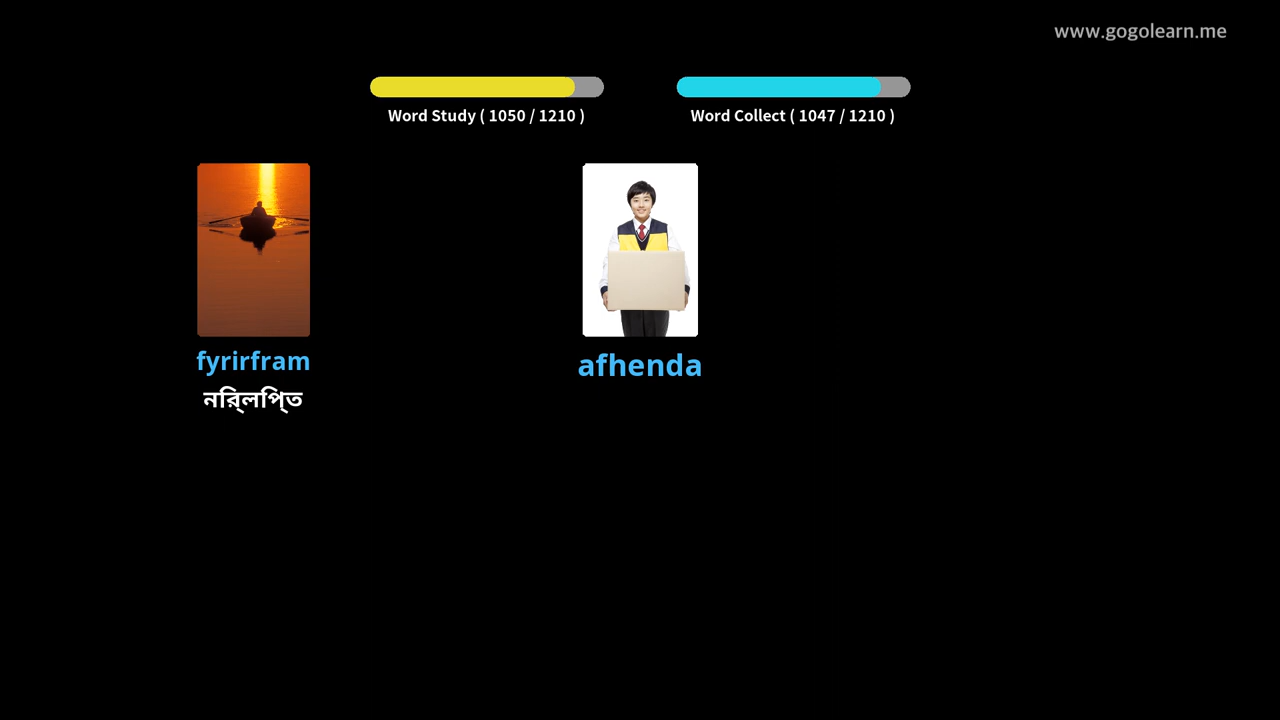 www.gogolearn.me
Word Study ( 1050 / 1210 )
Word Collect ( 1047 / 1210 )
fyrirfram
নির্লিপ্ত
afhenda